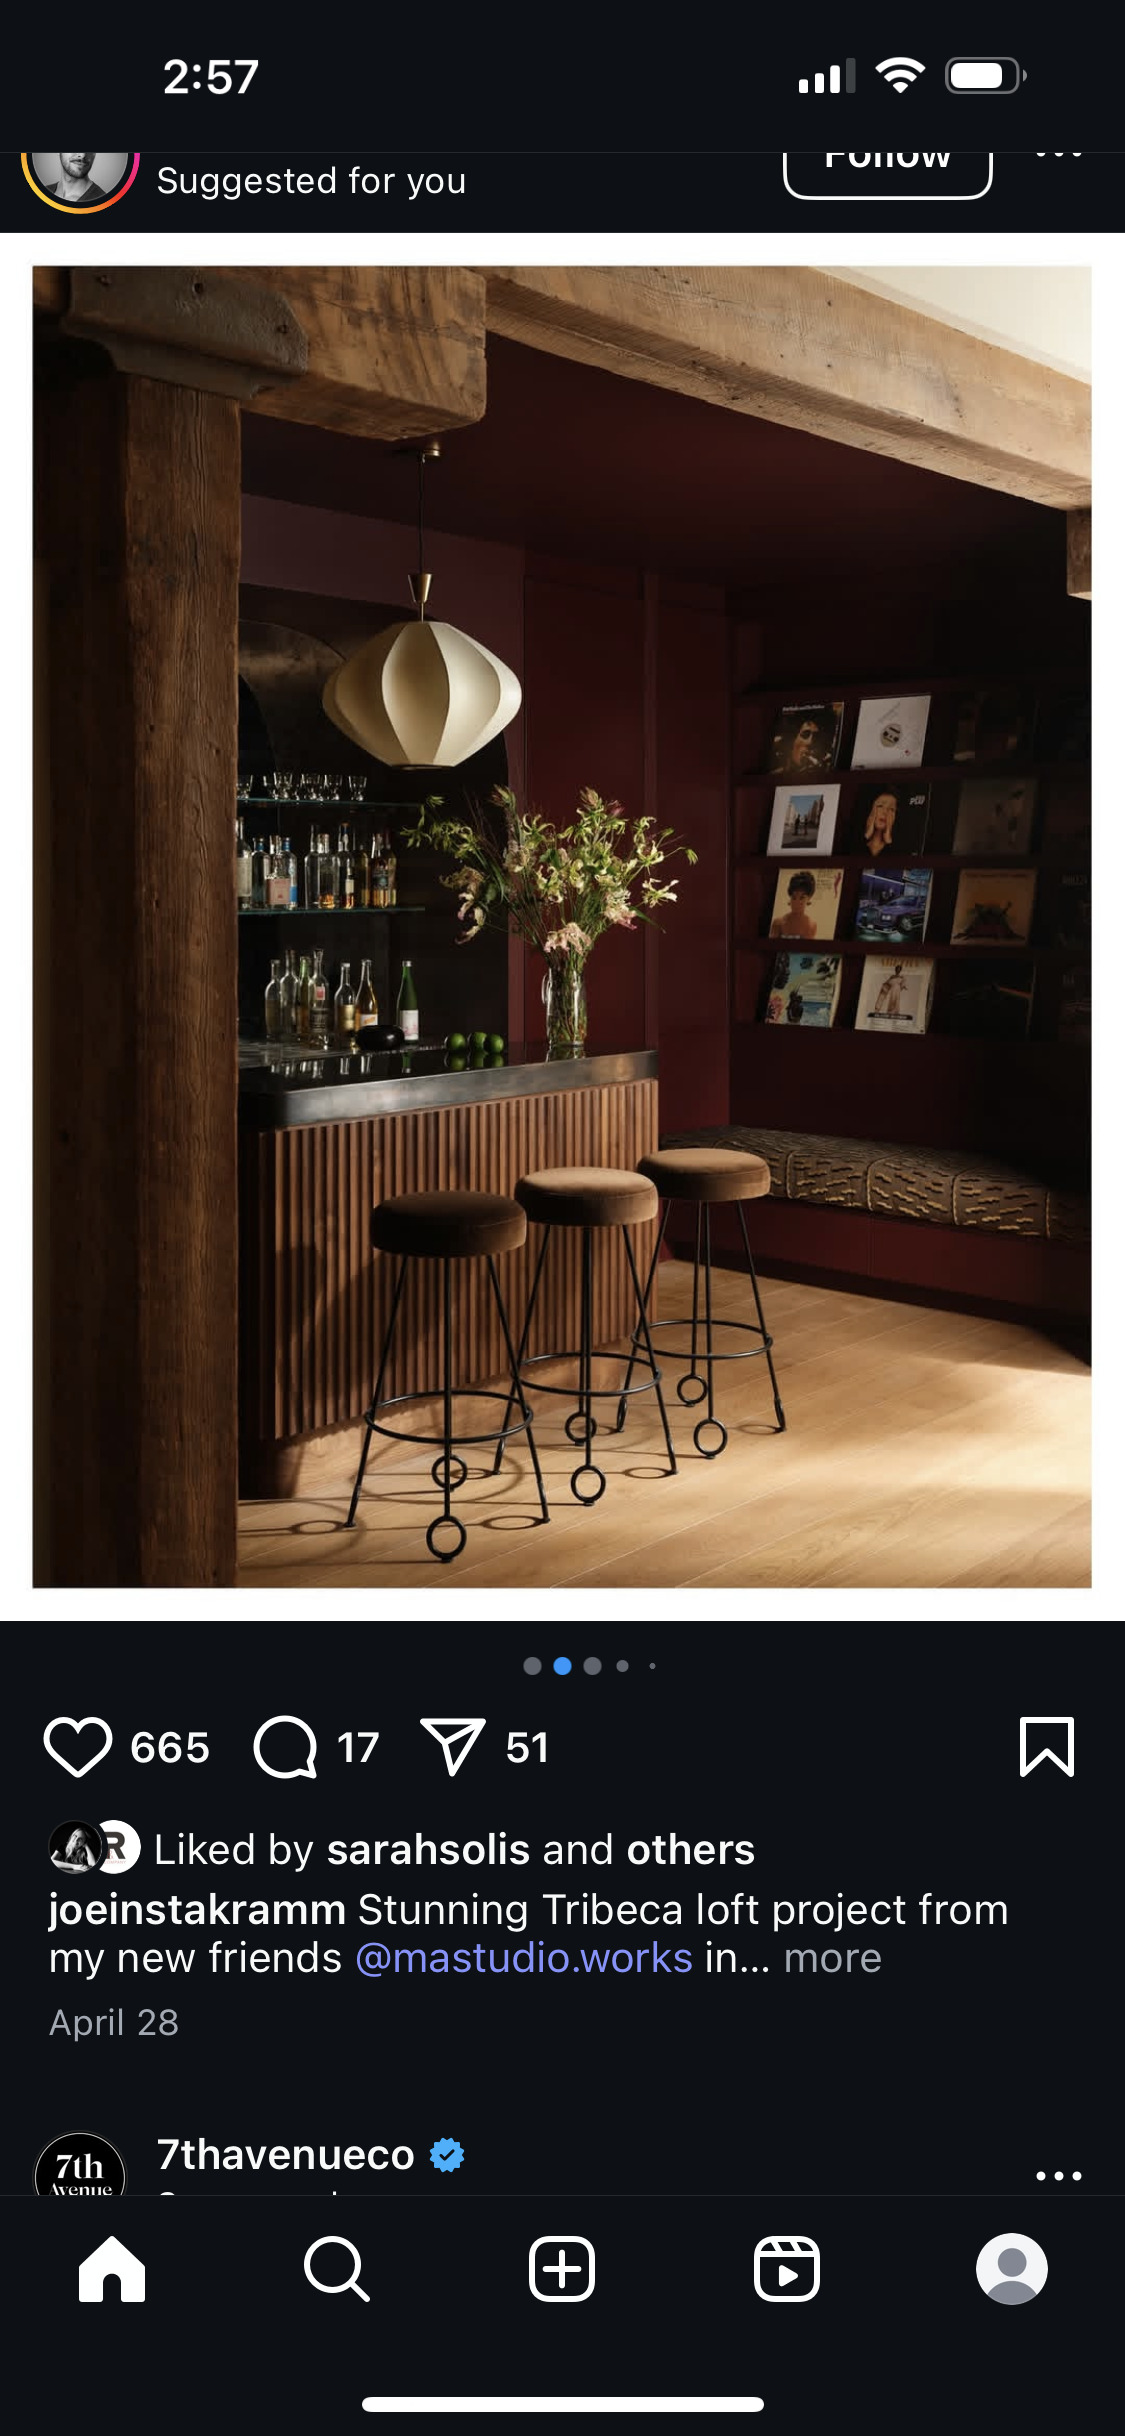 2:57
Suggested for you
Follow
665
17
51
Liked by sarahsolis and others
joeinstakramm Stunning Tribeca loft project from
my new friends @mastudio.works in... more
April 28
7thavenueco
7th
Avenue